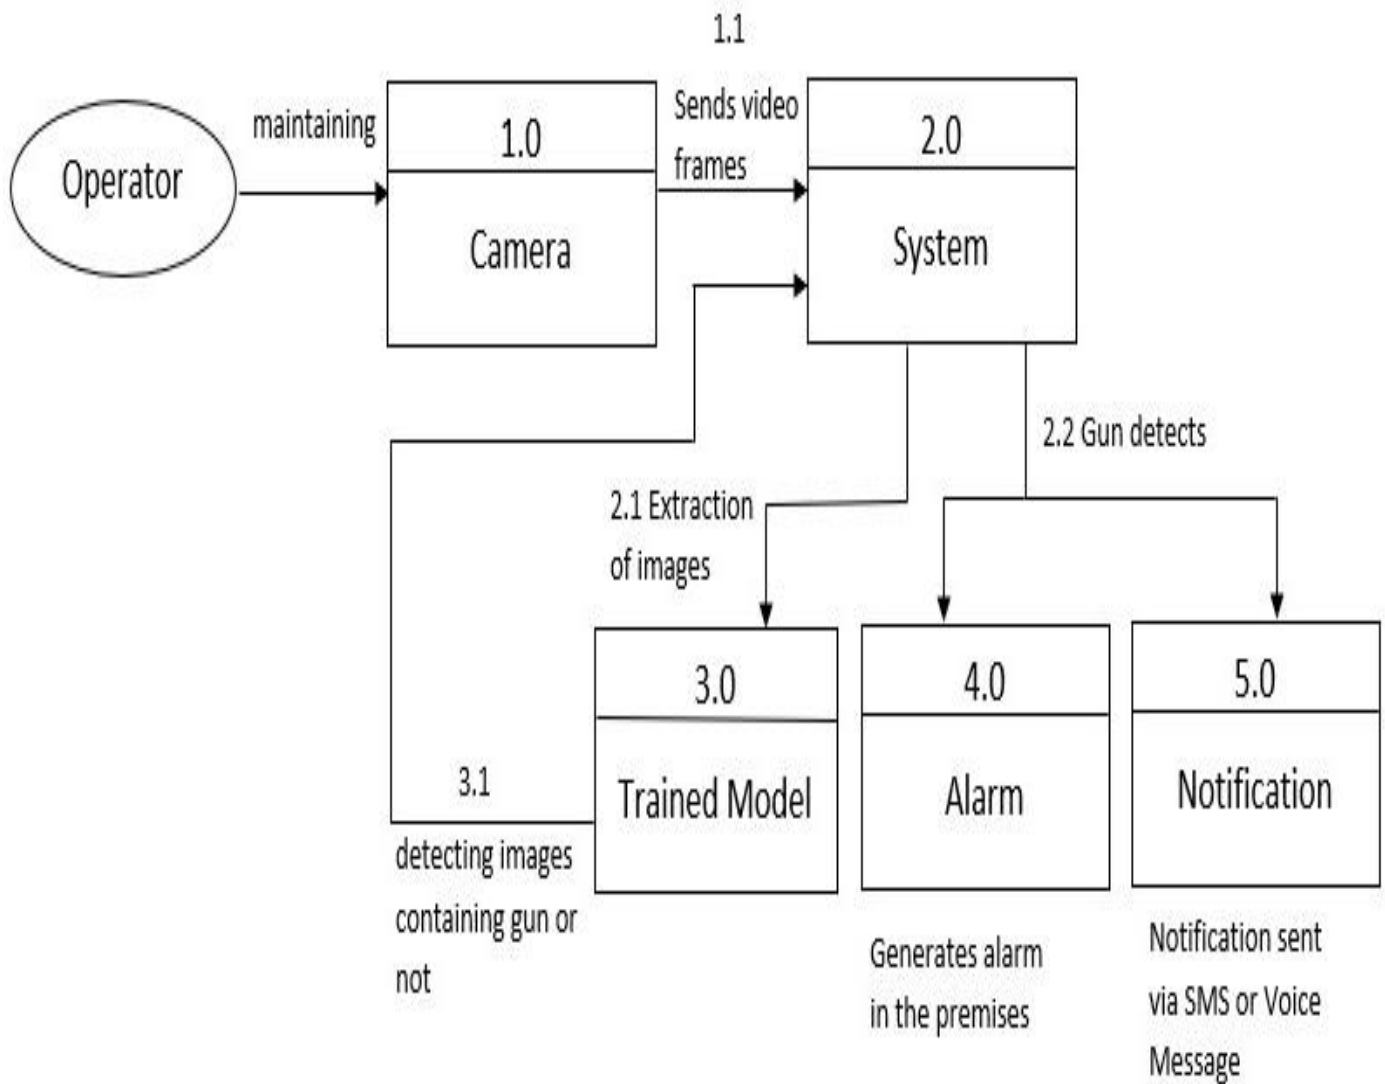 1.1
Operator
maintaining
1.0
Camera
Sends video
frames
2.0
System
2.2 Gun detects
2.1 Extraction
of images
3.0
Trained Model
4.0
Alarm
5.0
Notification
3.1
detecting images
containing gun or
not
Generates alarm
in the premises
Notification sent
via SMS or Voice
Message